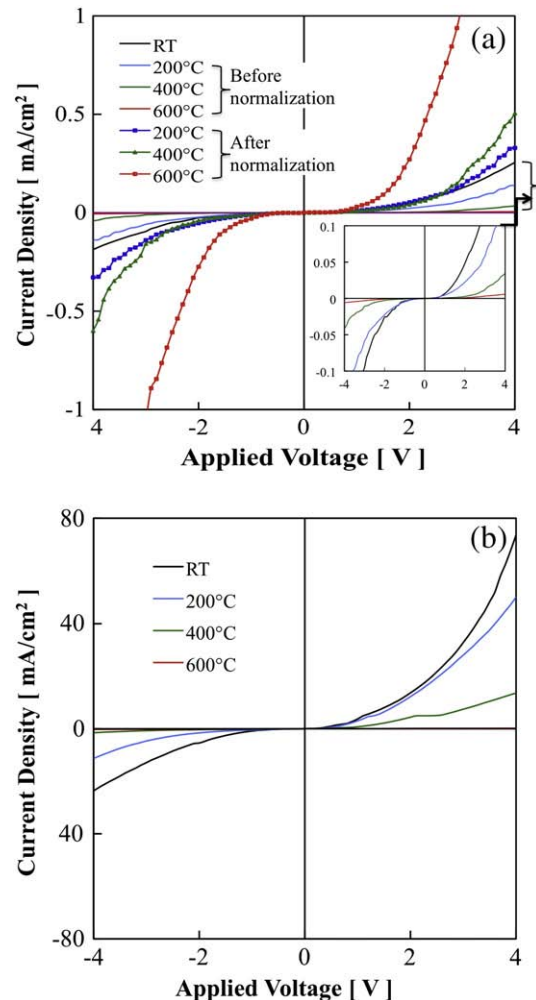 (a)
RT
200°C
400°C
600°C
Before
normalization
200°C
400°C
600°C
After
normalization
Current Density [ mA/cm² ]
1
0.5
0
-0.5
-1
4
-2
0
2
4
0.1
0.05
0
-0.05
-0.1
-4
-2
0
2
4
Applied Voltage [ V ]
(b)
RT
200°C
400°C
600°C
Current Density [ mA/cm² ]
80
40
0
40
-80
-4
-2
0
2
4
Applied Voltage [ V ]